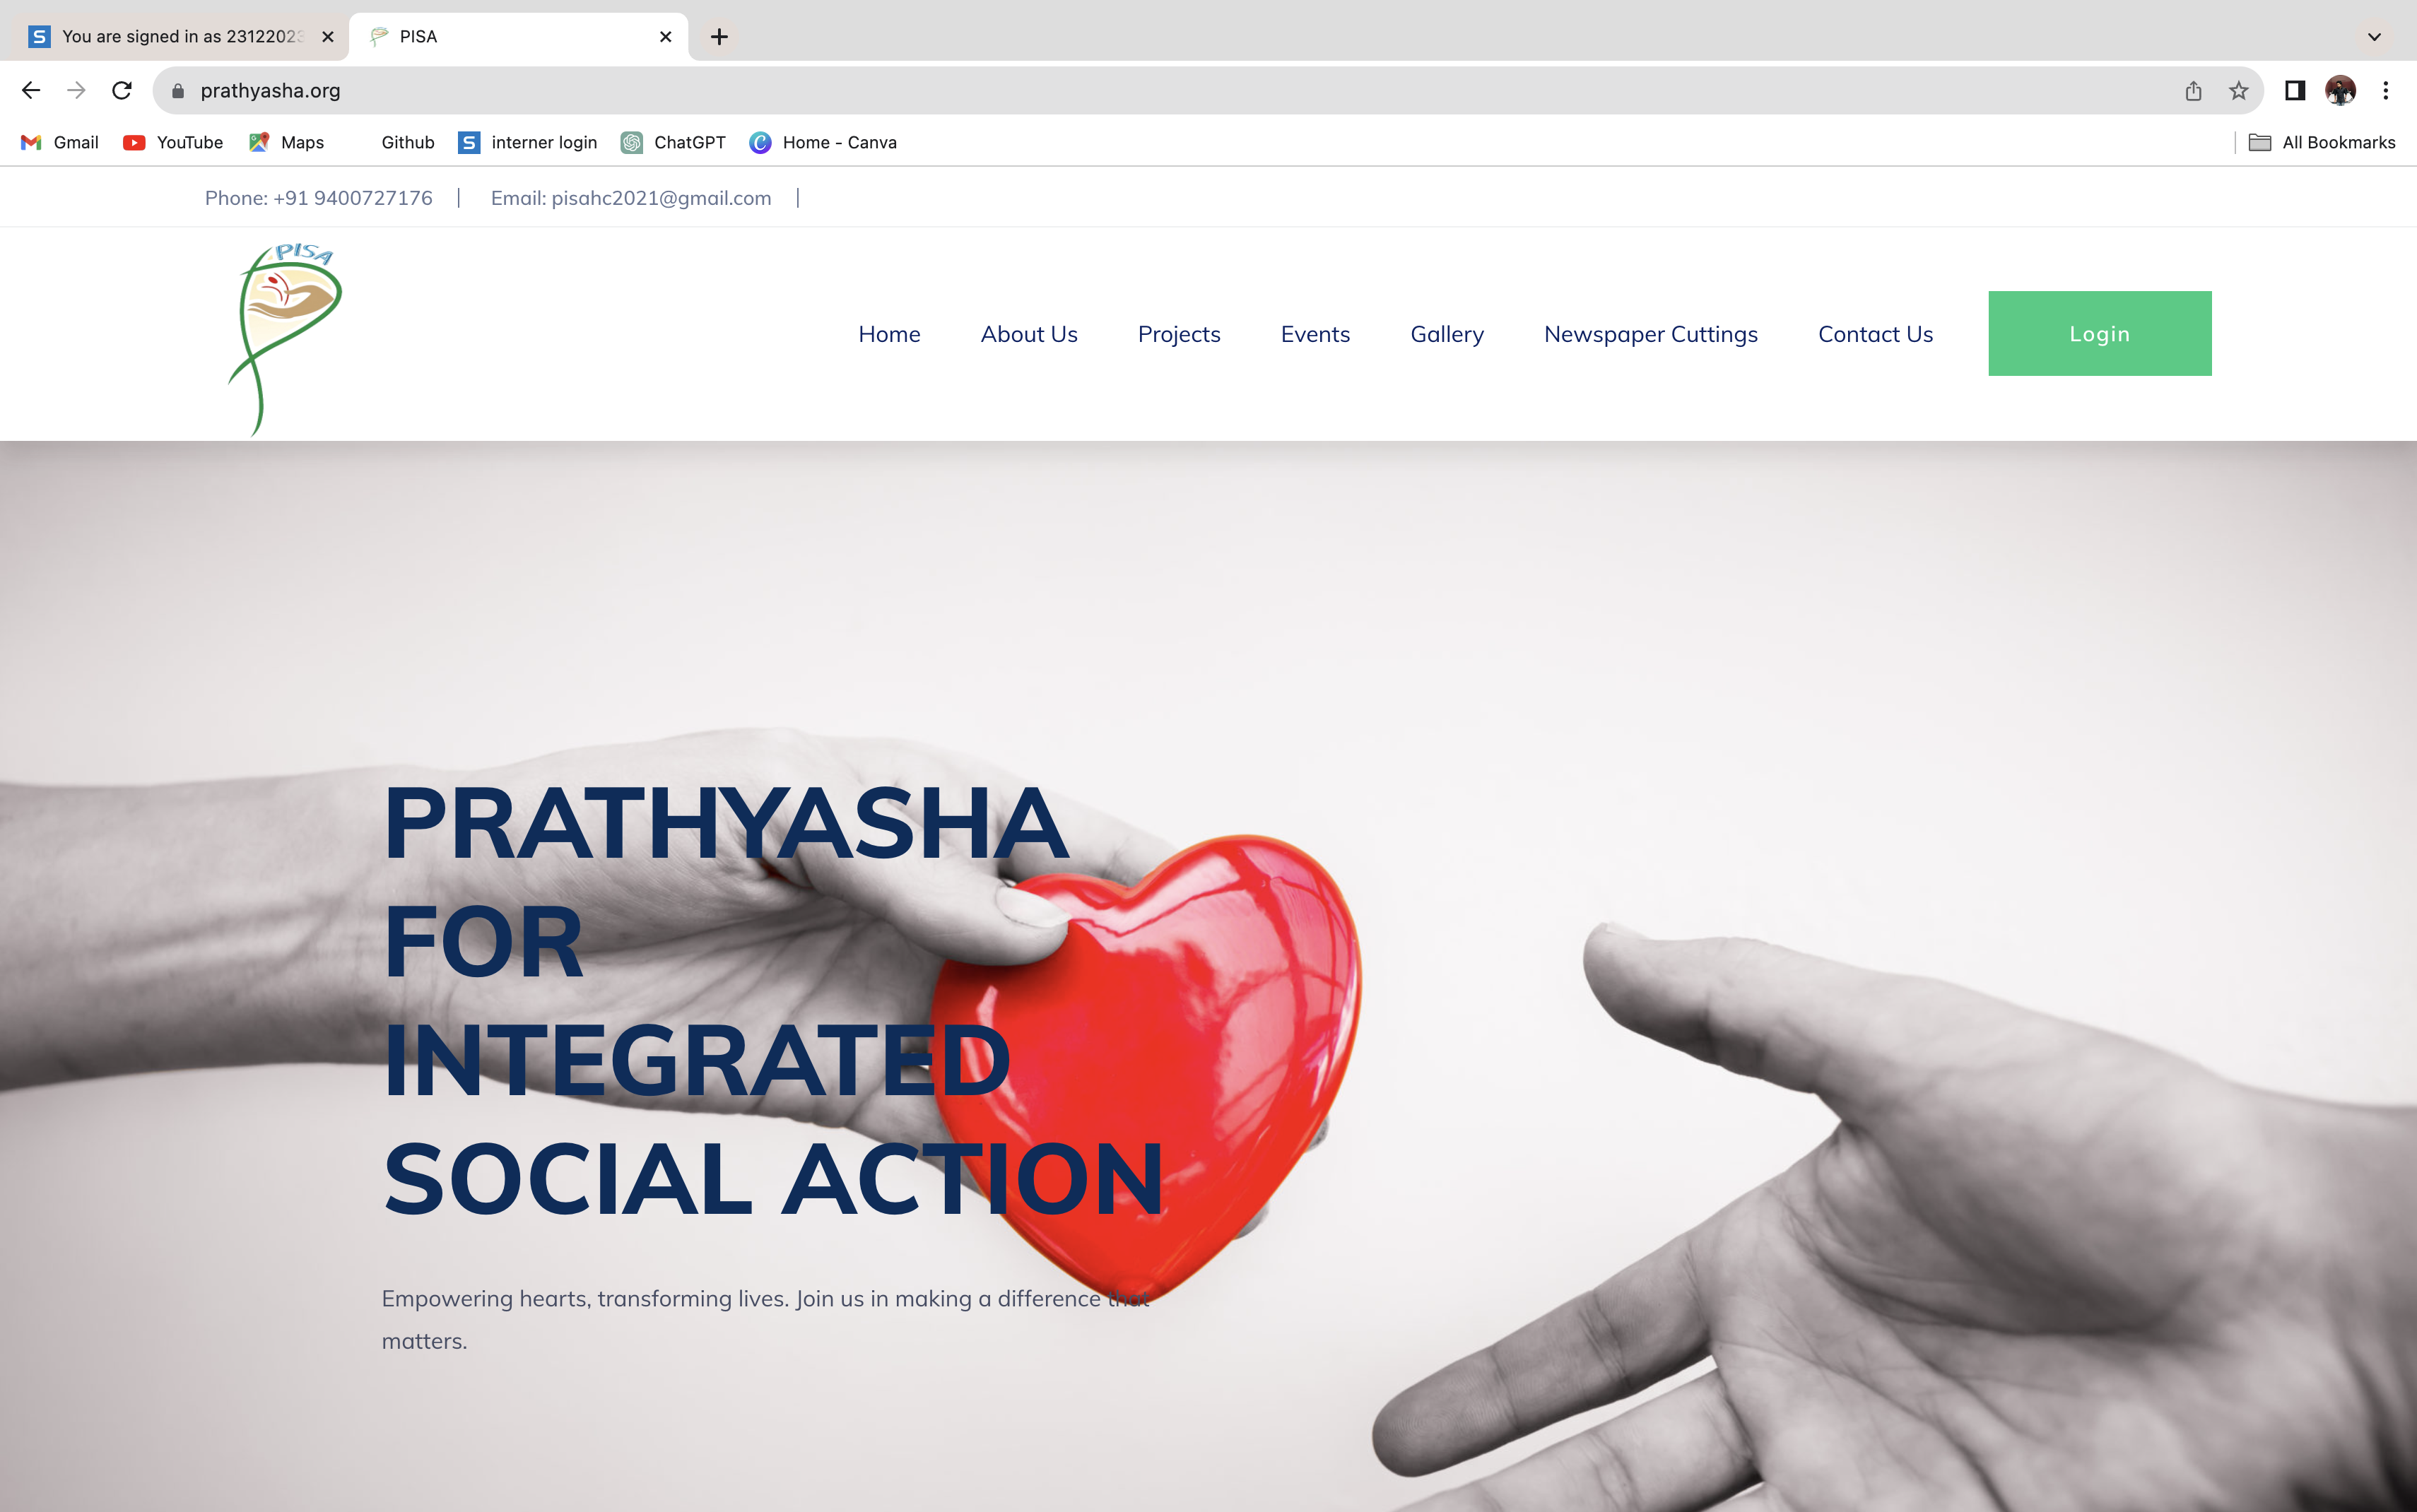 You are signed in as 23122023
PISA
prathyasha.org
Gmail YouTube Maps Github interner login ChatGPT Home - Canva All Bookmarks
Phone: +91 9400727176 | Email: pisahc2021@gmail.com |
PISA
Home About Us Projects Events Gallery Newspaper Cuttings Contact Us Login
PRATHYASHA
FOR
INTEGRATED
SOCIAL ACTION
Empowering hearts, transforming lives. Join us in making a difference that
matters.